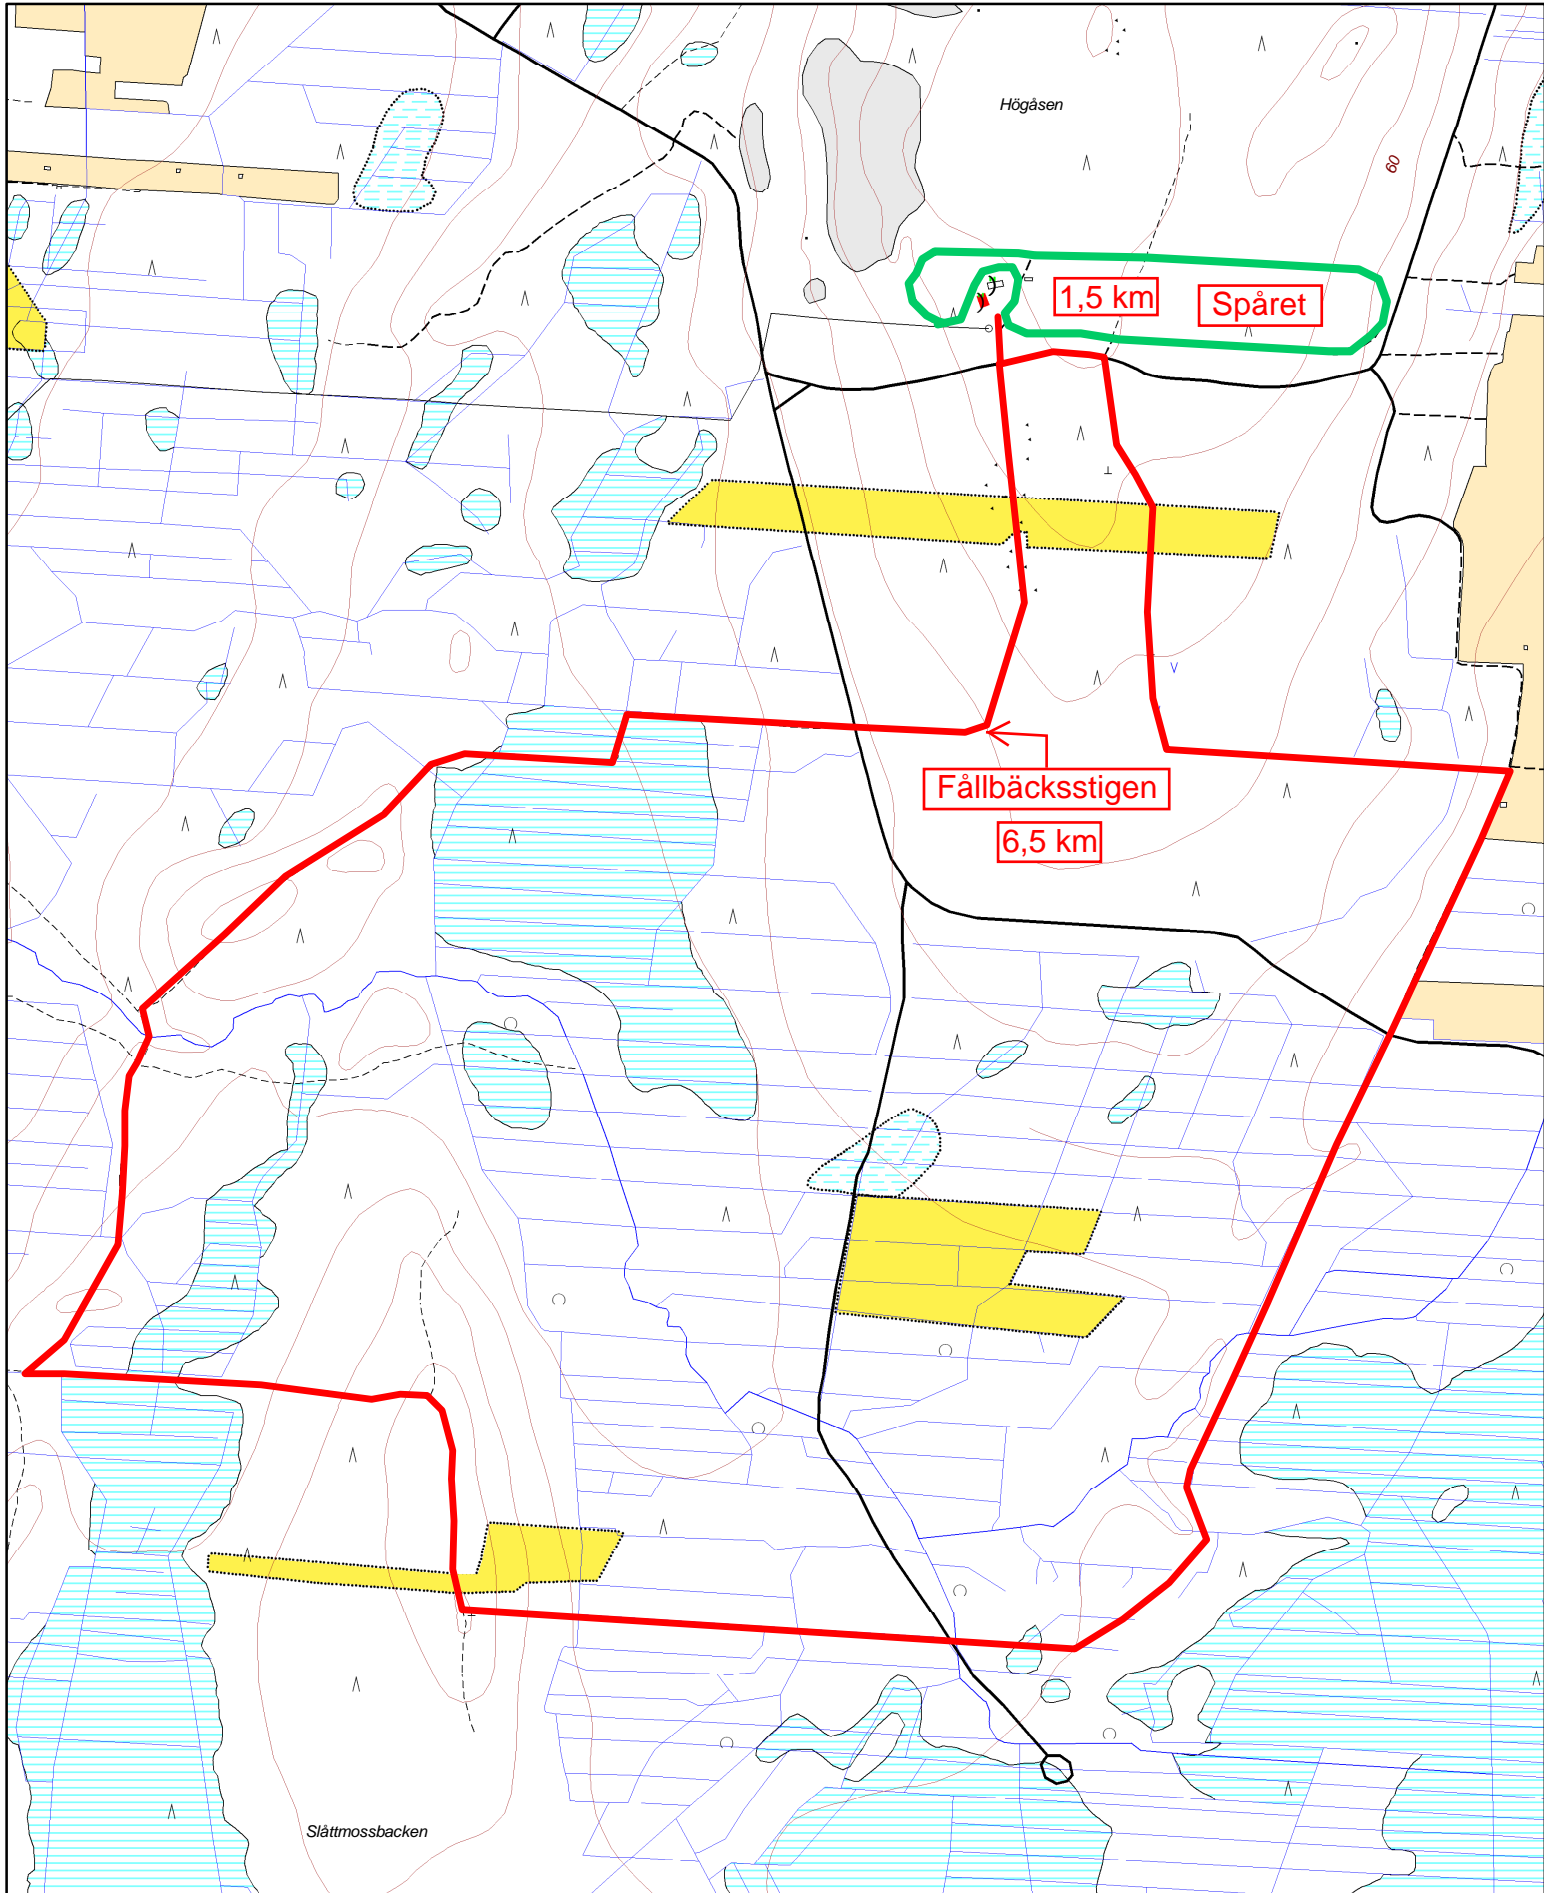 Högåsen
60
1,5 km
Spåret
Fållbäcksstigen
6,5 km
Slåttmossbacken